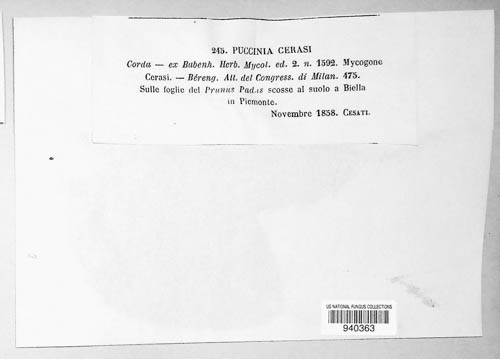 245. PUCCINIA CERASI
Corda — ex Babenh. Herb. Mycol. ed. 2. n. 1592. Mycogone
Cerasi. — Béreng. Att. del Congress. di Milan. 475.
Sulle foglie del Prunus Padus scosse al suolo a Biella
in Piemonte.
Novembre 1858. CESATI.
US NATIONAL FUNGUS COLLECTIONS
940363